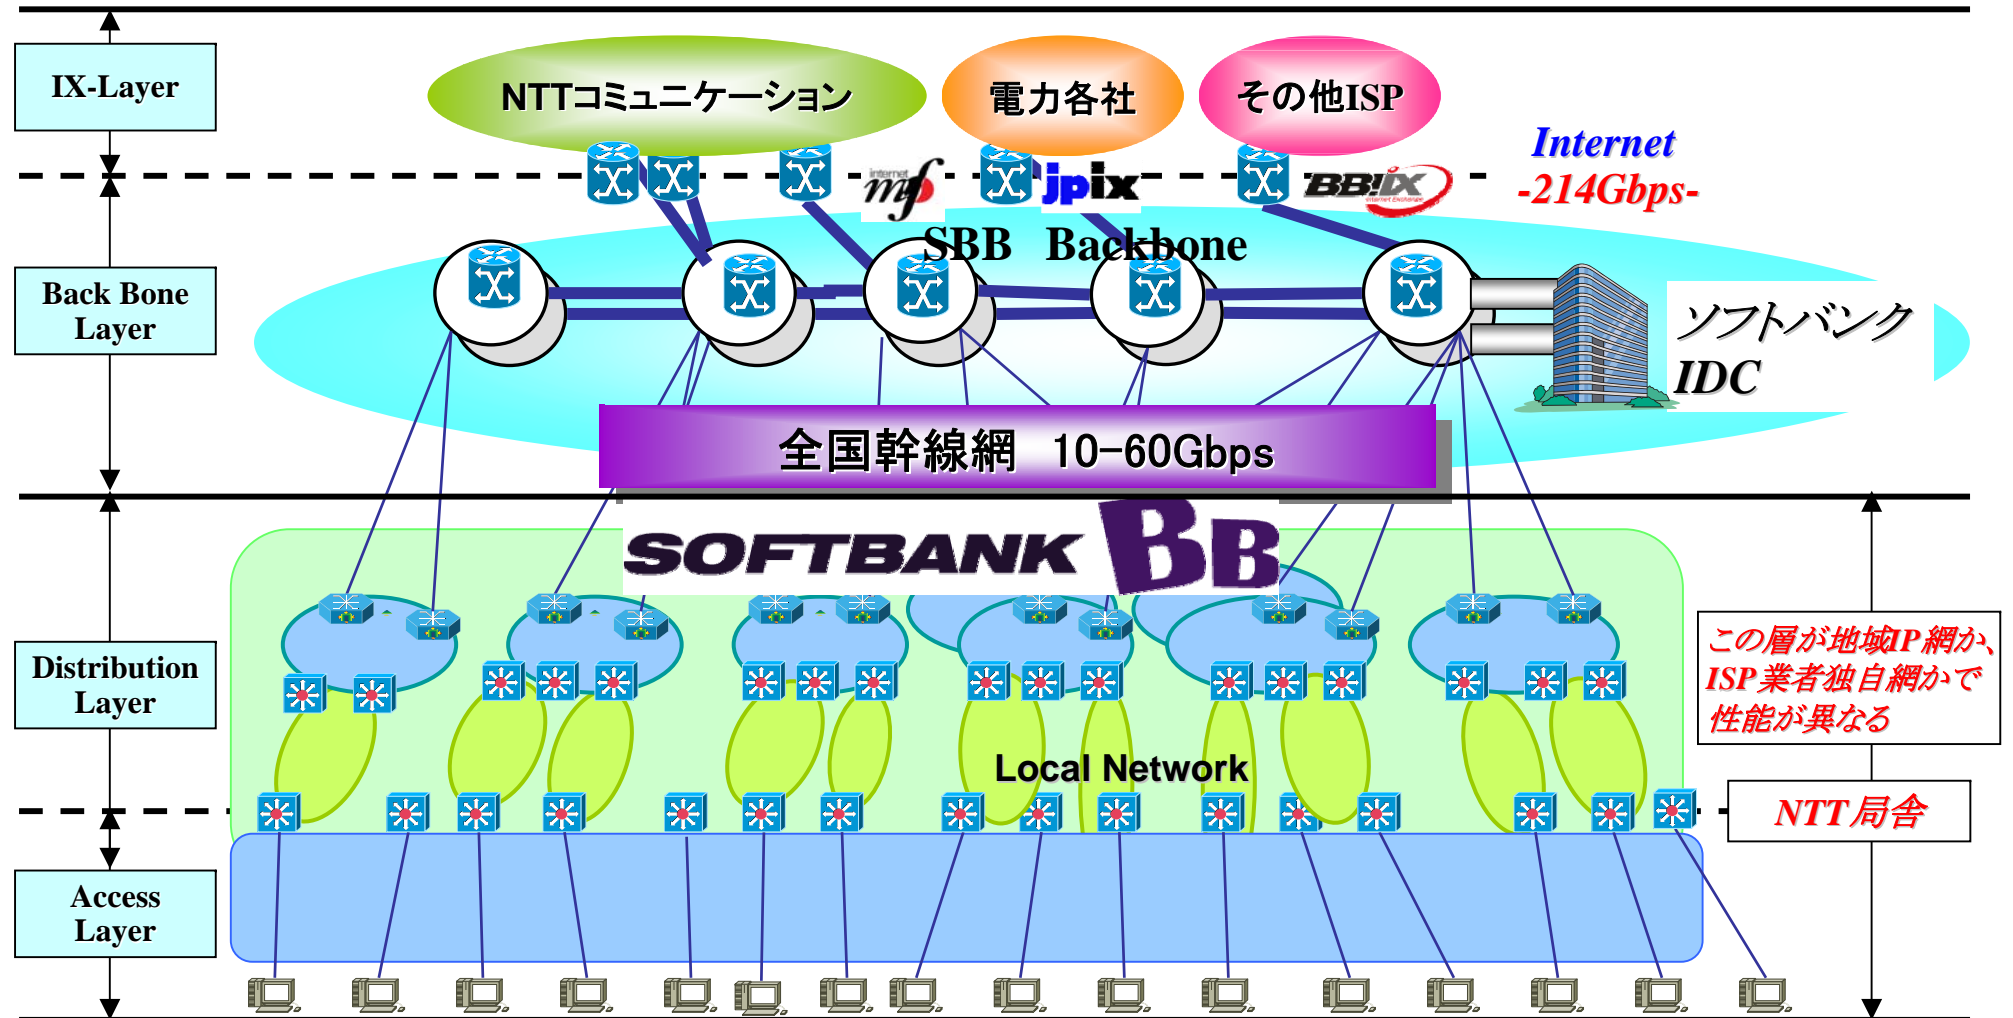 IX-Layer
NTTコミュニケーション
電力各社
その他ISP
Internet
-214Gbps-
internet
mf
jpix
BBIX
Internet Exchange
SBB Backbone
Back Bone
Layer
ソフトバンク
IDC
全国幹線網 10-60Gbps
SOFTBANK BB
Distribution
Layer
この層が地域IP網か、
ISP業者独自網かで
性能が異なる
Local Network
NTT局舎
Access
Layer